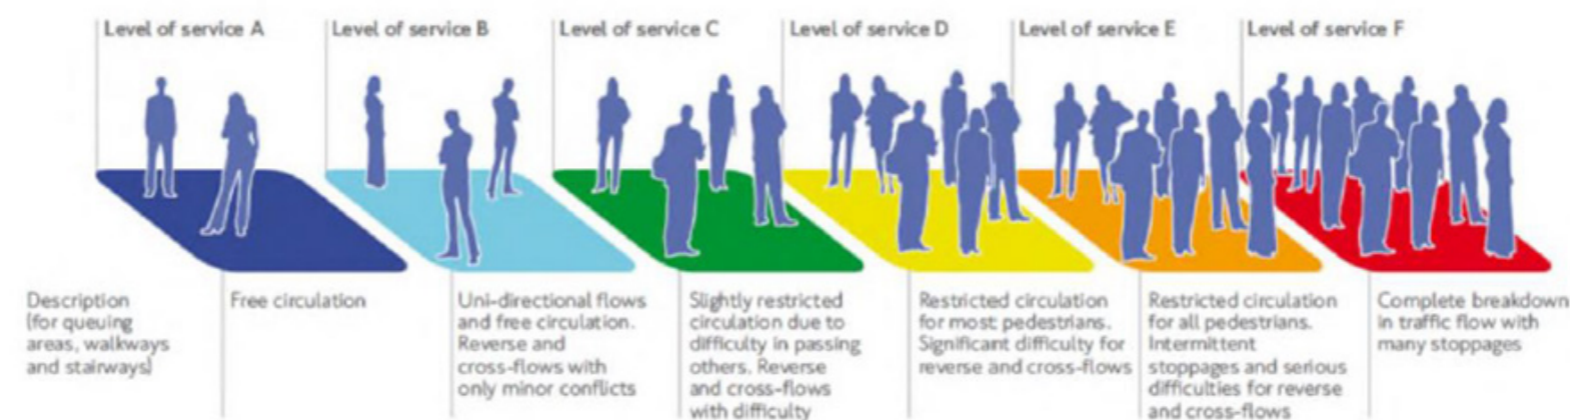 Level of service A
Level of service B
Level of service C
Level of service D
Level of service E
Level of service F
Description
(for queuing
areas, walkways
and stairways)
Free circulation
Uni-directional flows
and free circulation.
Reverse and
cross-flows with
only minor conflicts
Slightly restricted
circulation due to
difficulty in passing
others. Reverse
and cross-flows
with difficulty
Restricted circulation
for most pedestrians.
Significant difficulty for
reverse and cross-flows
Restricted circulation
for all pedestrians.
Intermittent
stoppages and serious
difficulties for reverse
and cross-flows
Complete breakdown
in traffic flow with
many stoppages